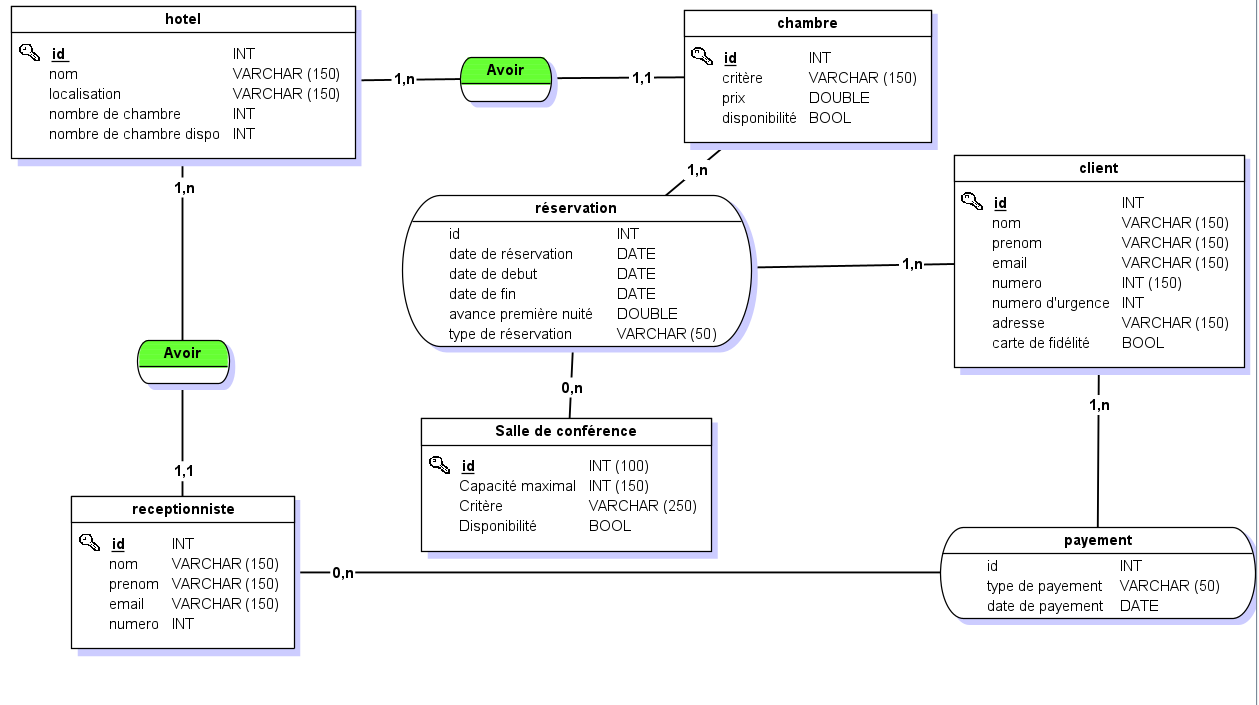 hotel
id INT
nom VARCHAR (150)
localisation VARCHAR (150)
nombre de chambre INT
nombre de chambre dispo INT
1,n
Avoir
1,1
chambre
id INT
critère VARCHAR (150)
prix DOUBLE
disponibilité BOOL
1,n
1,n
réservation
id INT
date de réservation DATE
date de debut DATE
date de fin DATE
avance première nuité DOUBLE
type de réservation VARCHAR (50)
1,n
client
id INT
nom VARCHAR (150)
prenom VARCHAR (150)
email VARCHAR (150)
numero INT (150)
numero d'urgence INT
adresse VARCHAR (150)
carte de fidélité BOOL
Avoir
0,n
1,n
Salle de conférence
id INT (100)
Capacité maximal INT (150)
Critère VARCHAR (250)
Disponibilité BOOL
1,1
receptionniste
id INT
nom VARCHAR (150)
prenom VARCHAR (150)
email VARCHAR (150)
numero INT
0,n
payement
id INT
type de payement VARCHAR (50)
date de payement DATE